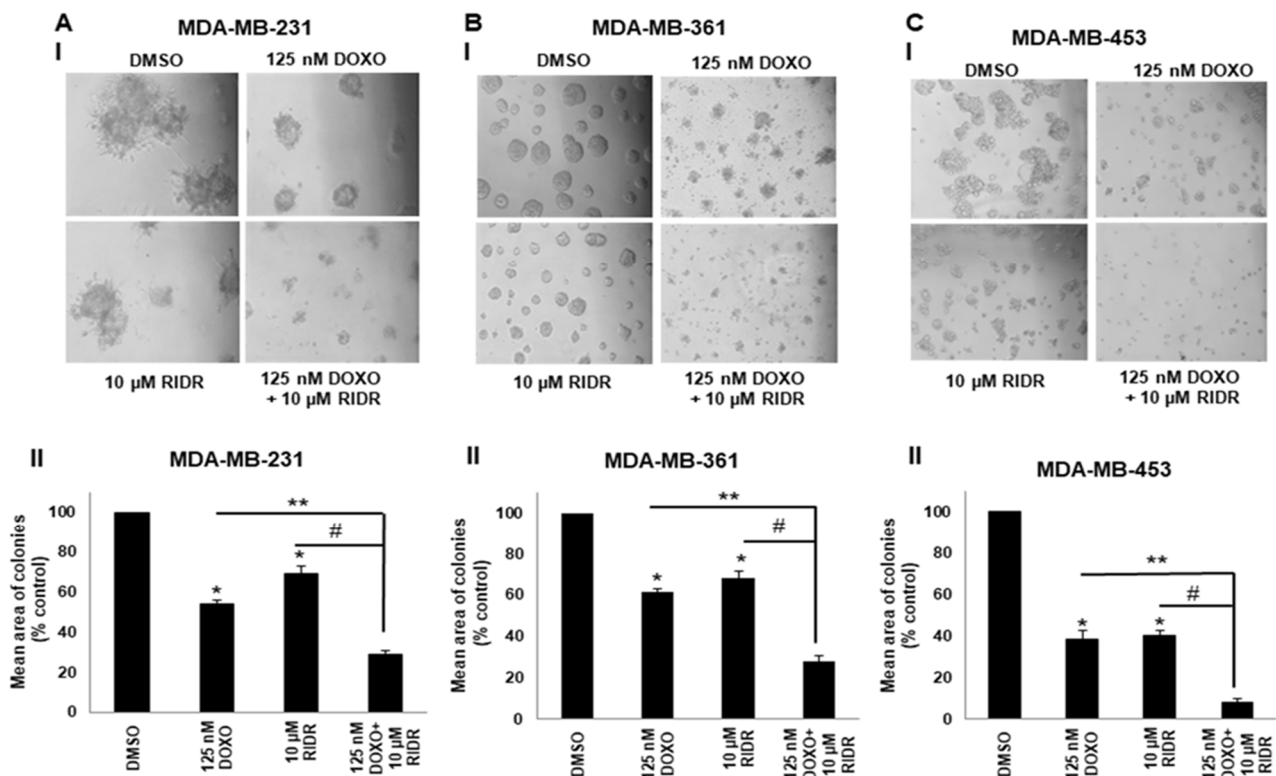 A
MDA-MB-231
I
DMSO
125 nM DOXO
10 µM RIDR
125 nM DOXO
+ 10 µM RIDR
B
MDA-MB-361
I
DMSO
125 nM DOXO
10 µM RIDR
125 nM DOXO
+ 10 µM RIDR
C
MDA-MB-453
I
DMSO
125 nM DOXO
10 µM RIDR
125 nM DOXO
+ 10 µM RIDR
II
MDA-MB-231
Mean area of colonies
(% control)
100
80
60
40
20
0
*
*
**
#
DMSO
125 nM
DOXO
10 µM
RIDR
125 nM
DOXO+
10 µM
RIDR
II
MDA-MB-361
Mean area of colonies
(% control)
100
80
60
40
20
0
*
*
**
#
DMSO
125 nM
DOXO
10 µM
RIDR
125 nM
DOXO+
10 µM
RIDR
II
MDA-MB-453
Mean area of colonies
(% control)
100
80
60
40
20
0
*
*
**
#
DMSO
125 nM
DOXO
10 µM
RIDR
125 nM
DOXO+
10 µM
RIDR